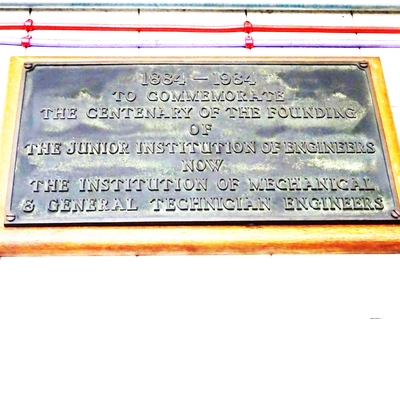 1884 – 1984
TO COMMEMORATE
THE CENTENARY OF THE FOUNDING
OF
THE JUNIOR INSTITUTION OF ENGINEERS
NOW
THE INSTITUTION OF MECHANICAL
& GENERAL TECHNICIAN ENGINEERS